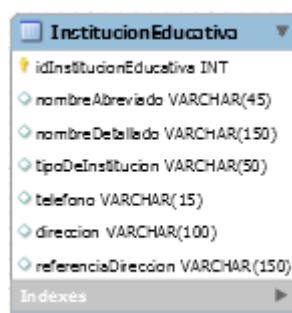 InstitucionEducativa
idInstitucionEducativa INT
nombreAbreviado VARCHAR(45)
nombreDetallado VARCHAR(150)
tipoDeInstitucion VARCHAR(50)
telefono VARCHAR(15)
direccion VARCHAR(100)
referenciaDireccion VARCHAR(150)
Indexes